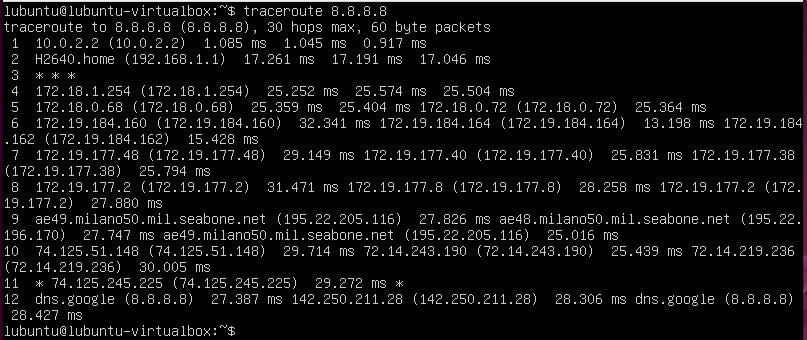 lubuntu@lubuntu-virtualbox:~$ traceroute 8.8.8.8
traceroute to 8.8.8.8 (8.8.8.8), 30 hops max, 60 byte packets
 1  10.0.2.2 (10.0.2.2)  1.085 ms  1.045 ms  0.917 ms
 2  H2640.home (192.168.1.1)  17.261 ms  17.191 ms  17.046 ms
 3  * * *
 4  172.18.1.254 (172.18.1.254)  25.252 ms  25.574 ms  25.504 ms
 5  172.18.0.68 (172.18.0.68)  25.359 ms  25.404 ms 172.18.0.72 (172.18.0.72)  25.364 ms
 6  172.19.184.160 (172.19.184.160)  32.341 ms 172.19.184.164 (172.19.184.164)  13.198 ms 172.19.184
.162 (172.19.184.162)  15.428 ms
 7  172.19.177.48 (172.19.177.48)  29.149 ms 172.19.177.40 (172.19.177.40)  25.831 ms 172.19.177.38
(172.19.177.38)  25.794 ms
 8  172.19.177.2 (172.19.177.2)  31.471 ms 172.19.177.8 (172.19.177.8)  28.258 ms 172.19.177.2 (172.
19.177.2)  27.880 ms
 9  ae49.milano50.mil.seabone.net (195.22.205.116)  27.826 ms ae48.milano50.mil.seabone.net (195.22.
196.170)  27.747 ms ae49.milano50.mil.seabone.net (195.22.205.116)  25.016 ms
10  74.125.51.148 (74.125.51.148)  29.714 ms 72.14.243.190 (72.14.243.190)  25.439 ms 72.14.219.236
(72.14.219.236)  30.005 ms
11  * 74.125.245.225 (74.125.245.225)  29.272 ms *
12  dns.google (8.8.8.8)  27.387 ms 142.250.211.28 (142.250.211.28)  28.306 ms dns.google (8.8.8.8)
 28.427 ms
lubuntu@lubuntu-virtualbox:~$